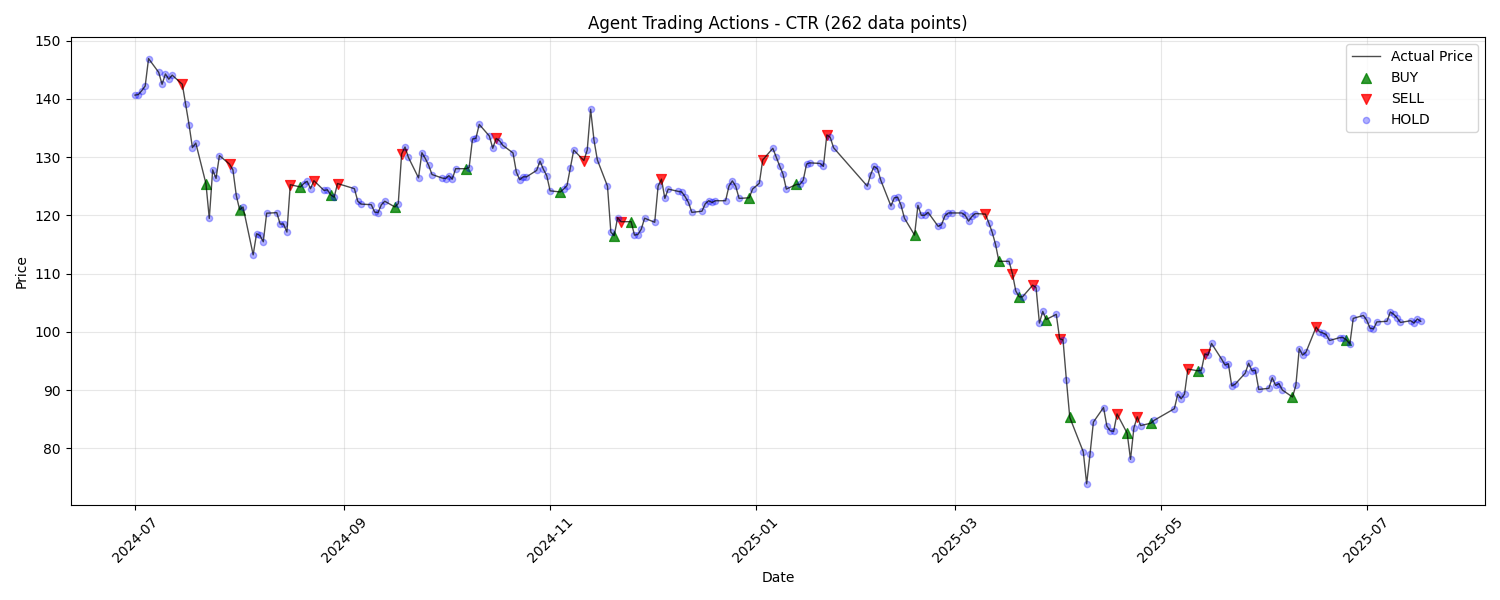 Agent Trading Actions - CTR (262 data points)
Actual Price
BUY
SELL
HOLD
Price
150
140
130
120
110
100
90
80
2024-07
2024-09
2024-11
2025-01
2025-03
2025-05
2025-07
Date